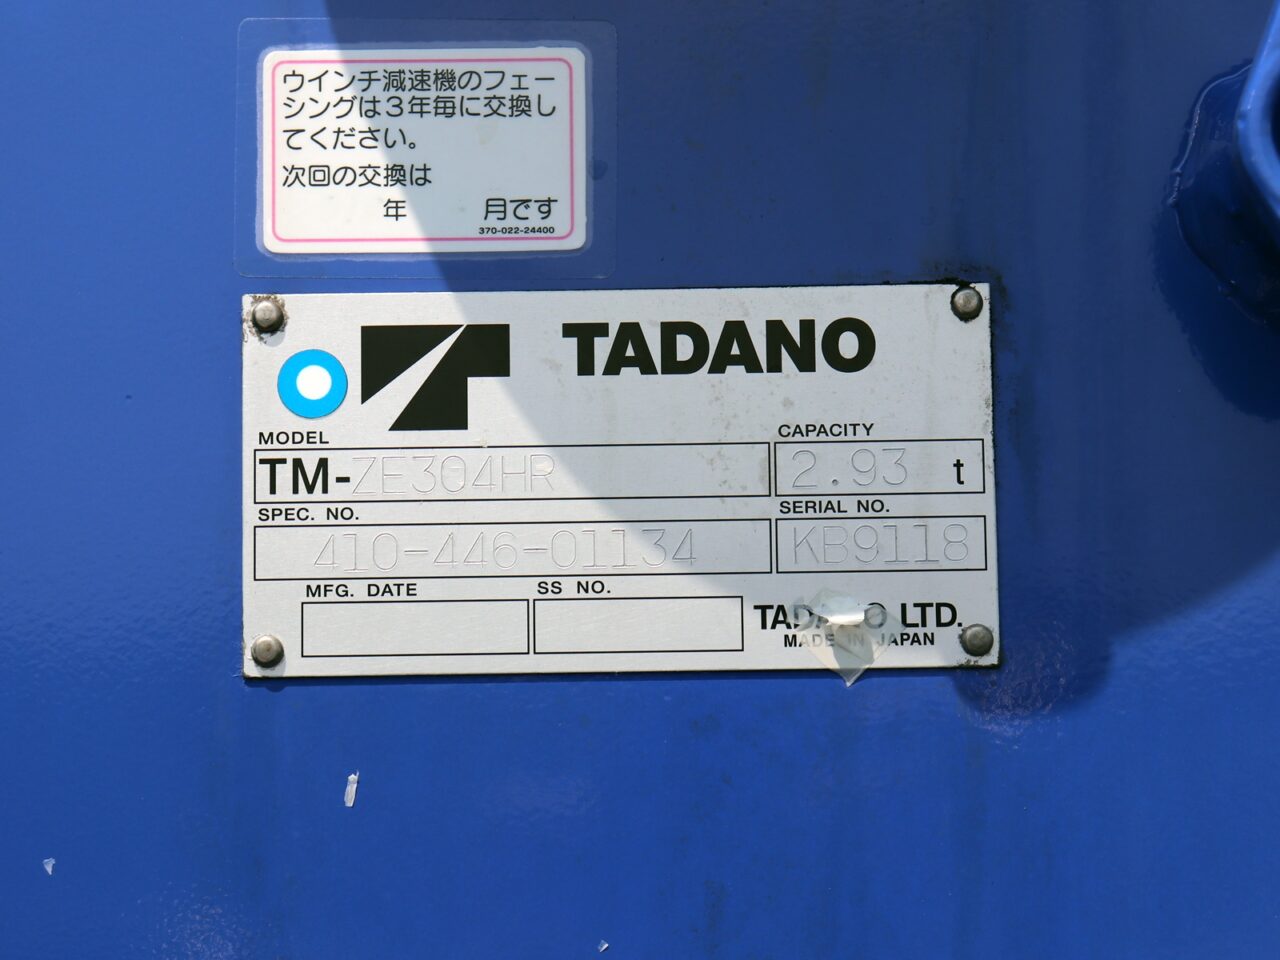 ウインチ減速機のフェー
シングは3年毎に交換し
てください。
次回の交換は
年 月です
370-022-24400
TADANO
MODEL
CAPACITY
TM-ZE304HR
2.93 t
SPEC. NO.
SERIAL NO.
410-446-01134
KB9118
MFG. DATE
SS NO.
TADANO LTD.
MADE IN JAPAN